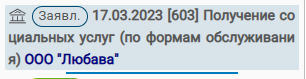 Заявл. 17.03.2023 [603] Получение со
циальных услуг (по формам обслуживани
я) ООО "Любава"